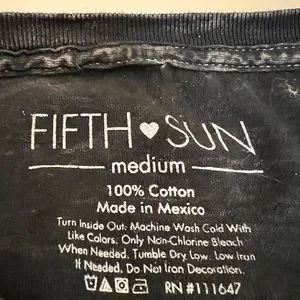 FIFTH ♥ SUN
medium
100% Cotton
Made in Mexico
Turn Inside Out: Machine Wash Cold With
Like Colors: Only Non-Chlorine Bleach
When Needed. Tumble Dry Low. Low Iron
If Needed. Do Not Iron Decoration.
RN #111647